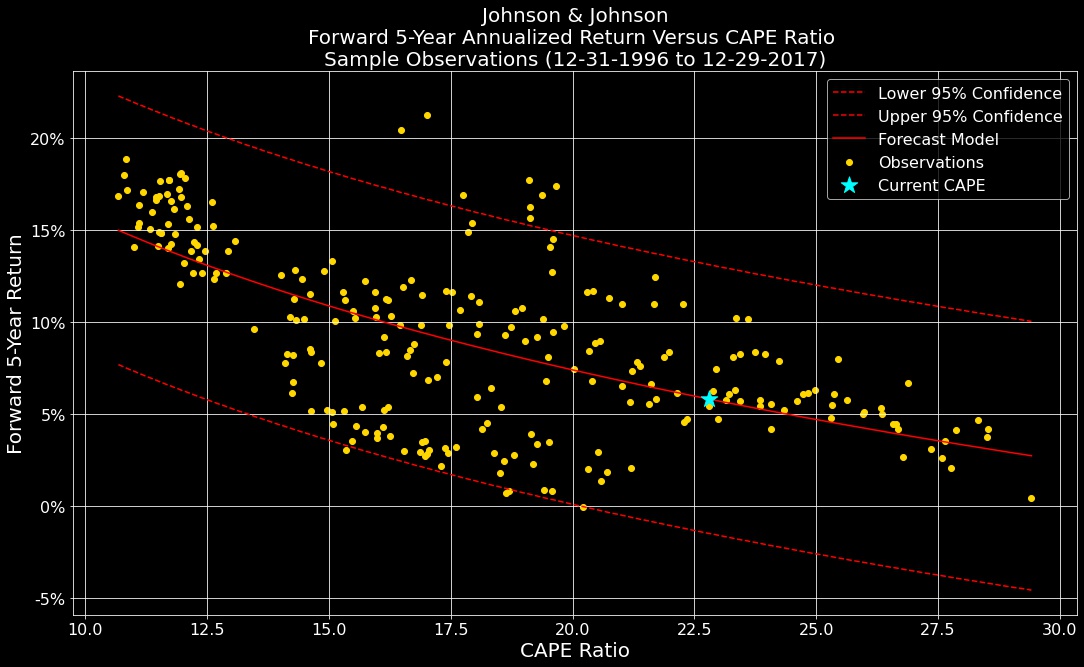 Johnson & Johnson
Forward 5-Year Annualized Return Versus CAPE Ratio
Sample Observations (12-31-1996 to 12-29-2017)
Lower 95% Confidence
Upper 95% Confidence
Forecast Model
Observations
Current CAPE
Forward 5-Year Return
20%
15%
10%
5%
0%
-5%
10.0 12.5 15.0 17.5 20.0 22.5 25.0 27.5 30.0
CAPE Ratio